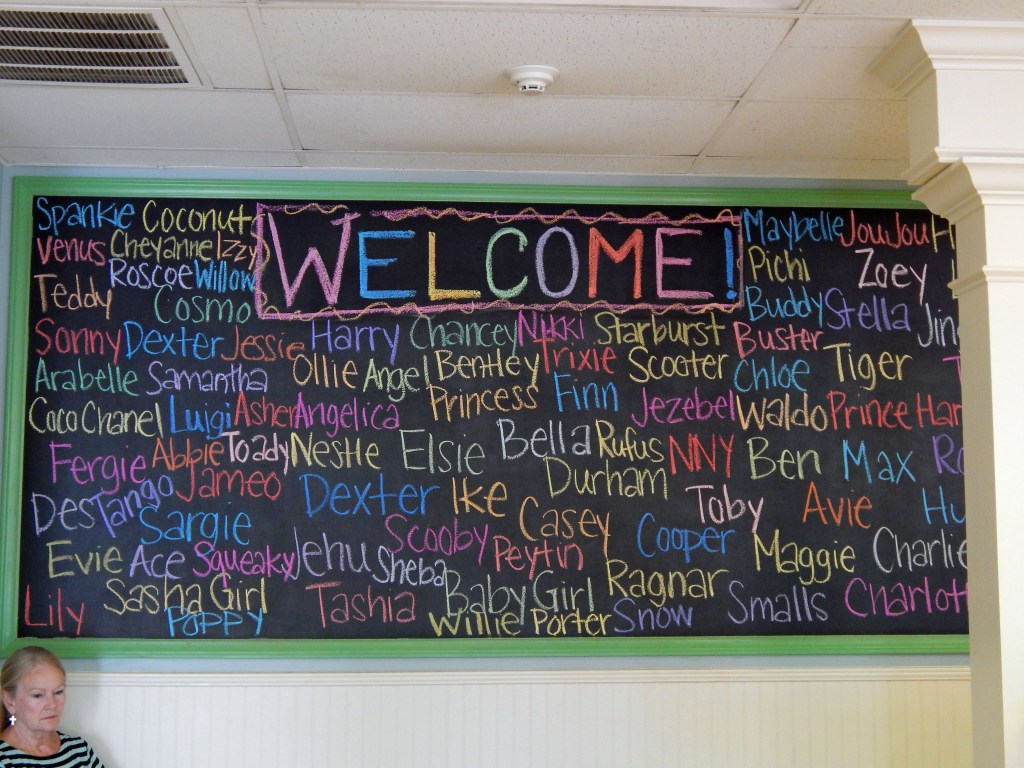 Spankie Coconut WELCOME! Maybelle JouJou
Venus Cheyanne Izzy Pichi Zoey
Teddy Roscoe Willow Buddy Stella
Cosmo
Sonny Dexter Jessie Harry Chancey Nikki Starburst Buster
Arabelle Samantha Ollie Angel Bentley Trixie Scooter Chloe Tiger
Coco Chanel Luigi Asher Angelica Princess Finn Jezebel Waldo Prince
Fergie Abbie Toady Nestle Elsie Bella Rufus NNY Ben Max
Des Tango Jameo Dexter Ike Durham Toby Avie
Sargie Scooby Casey Cooper
Evie Ace Squeaky Jehu Sheba Peytin Maggie Charlie
Lily Sasha Girl Tashia Baby Girl Ragnar Smalls
Poppy Willie Porter Snow